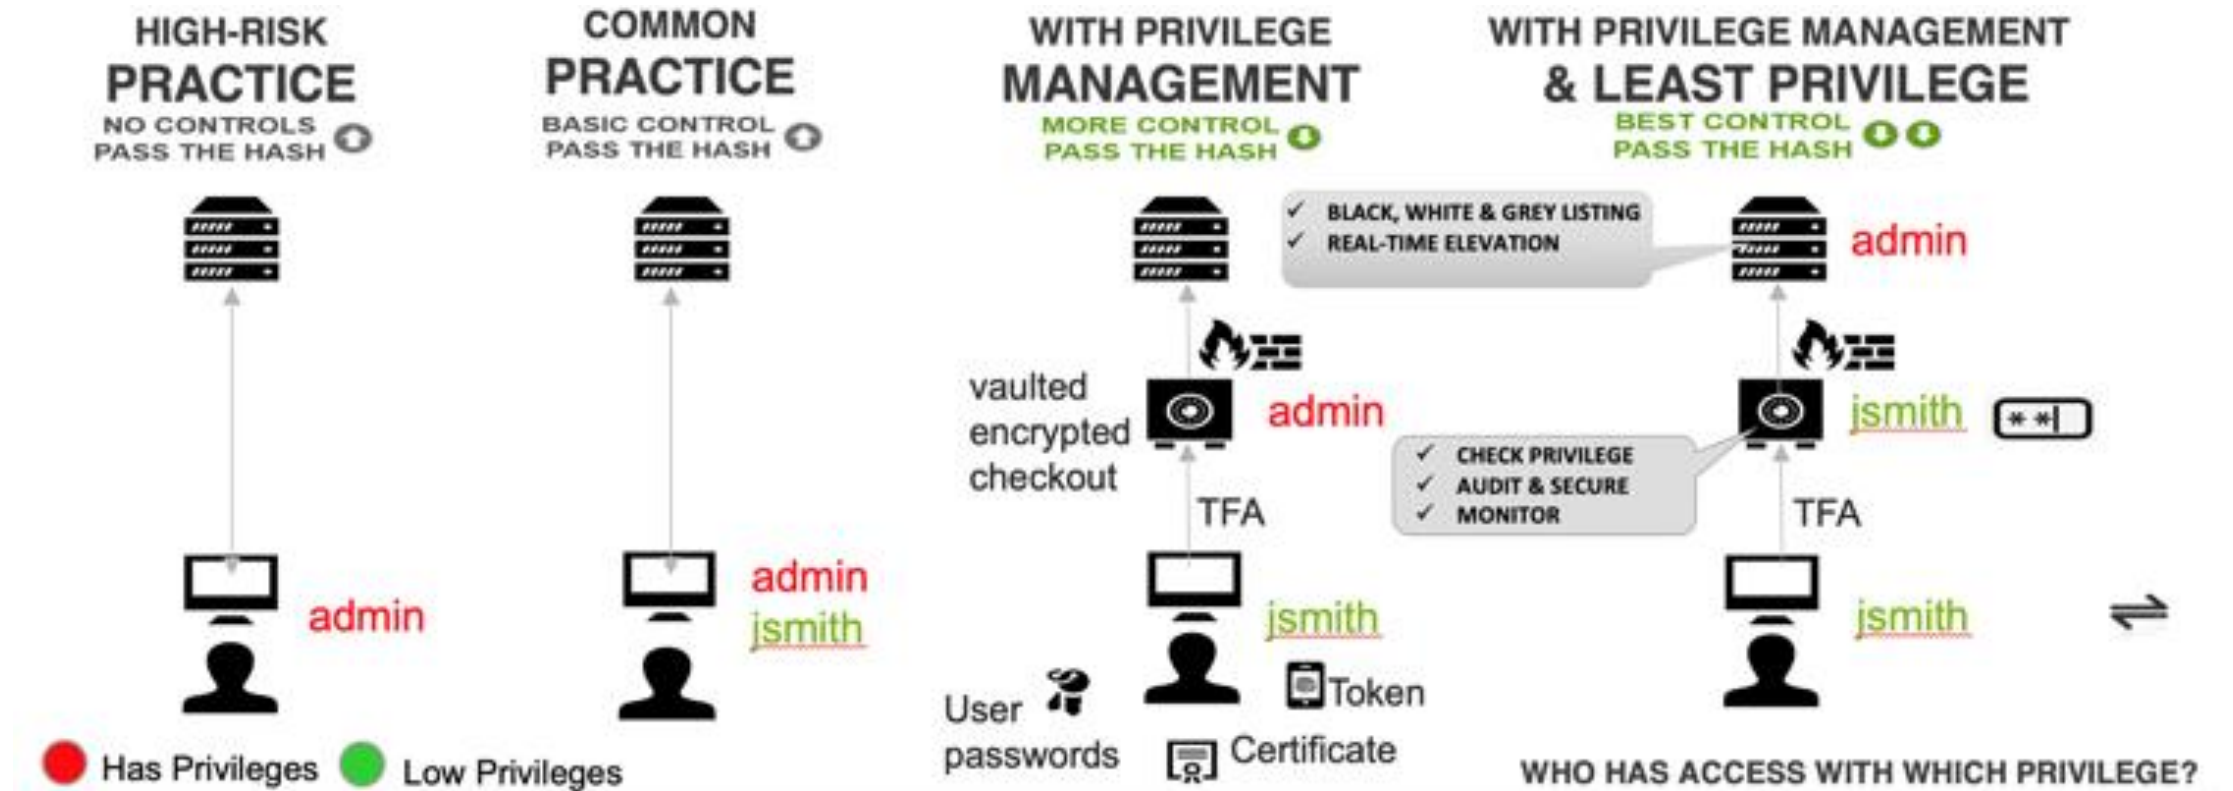 HIGH-RISK
PRACTICE
NO CONTROLS
PASS THE HASH
admin
COMMON
PRACTICE
BASIC CONTROL
PASS THE HASH
admin
jsmith
Has Privileges
Low Privileges
WITH PRIVILEGE
MANAGEMENT
MORE CONTROL
PASS THE HASH
vaulted
encrypted
checkout
admin
TFA
jsmith
User
passwords
Token
Certificate
WITH PRIVILEGE MANAGEMENT
& LEAST PRIVILEGE
BEST CONTROL
PASS THE HASH
✓ BLACK, WHITE & GREY LISTING
✓ REAL-TIME ELEVATION
admin
jsmith
**|
✓ CHECK PRIVILEGE
✓ AUDIT & SECURE
✓ MONITOR
TFA
jsmith
WHO HAS ACCESS WITH WHICH PRIVILEGE?